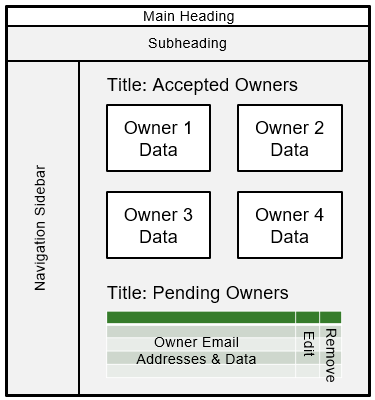 Main Heading
Subheading
Navigation Sidebar
Title: Accepted Owners
Owner 1
Data
Owner 2
Data
Owner 3
Data
Owner 4
Data
Title: Pending Owners
Owner Email
Addresses & Data
Edit
Remove